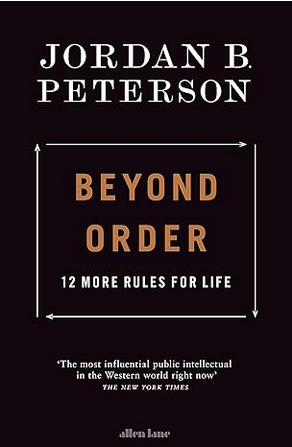 JORDAN B.
PETERSON
BEYOND
ORDER
12 MORE RULES FOR LIFE
‘The most influential public intellectual
in the Western world right now’
THE NEW YORK TIMES
allen lane